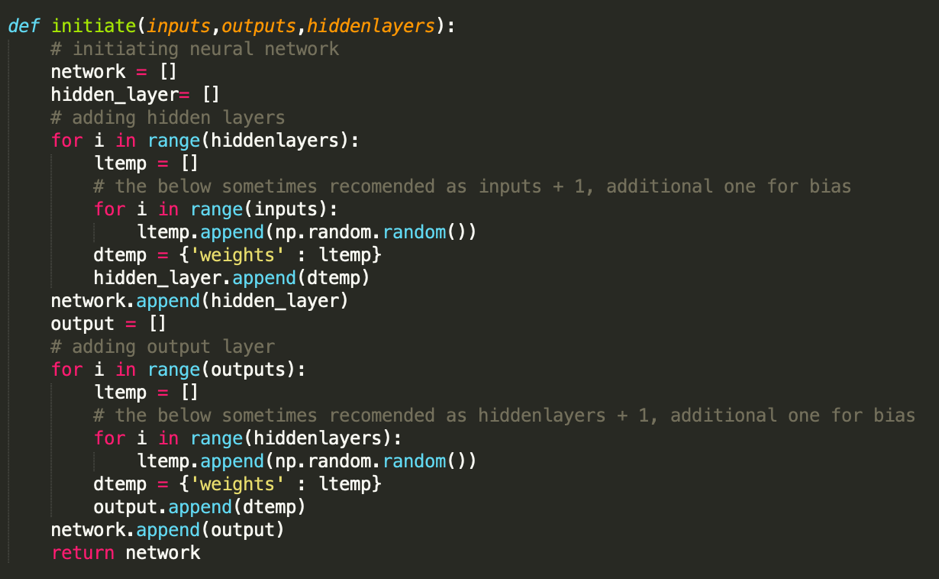 def initiate(inputs,outputs,hiddenlayers):
    # initiating neural network
    network = []
    hidden_layer= []
    # adding hidden layers
    for i in range(hiddenlayers):
        ltemp = []
        # the below sometimes recomended as inputs + 1, additional one for bias
        for i in range(inputs):
            ltemp.append(np.random.random())
        dtemp = {'weights' : ltemp}
        hidden_layer.append(dtemp)
    network.append(hidden_layer)
    output = []
    # adding output layer
    for i in range(outputs):
        ltemp = []
        # the below sometimes recomended as hiddenlayers + 1, additional one for bias
        for i in range(hiddenlayers):
            ltemp.append(np.random.random())
        dtemp = {'weights' : ltemp}
        output.append(dtemp)
    network.append(output)
    return network